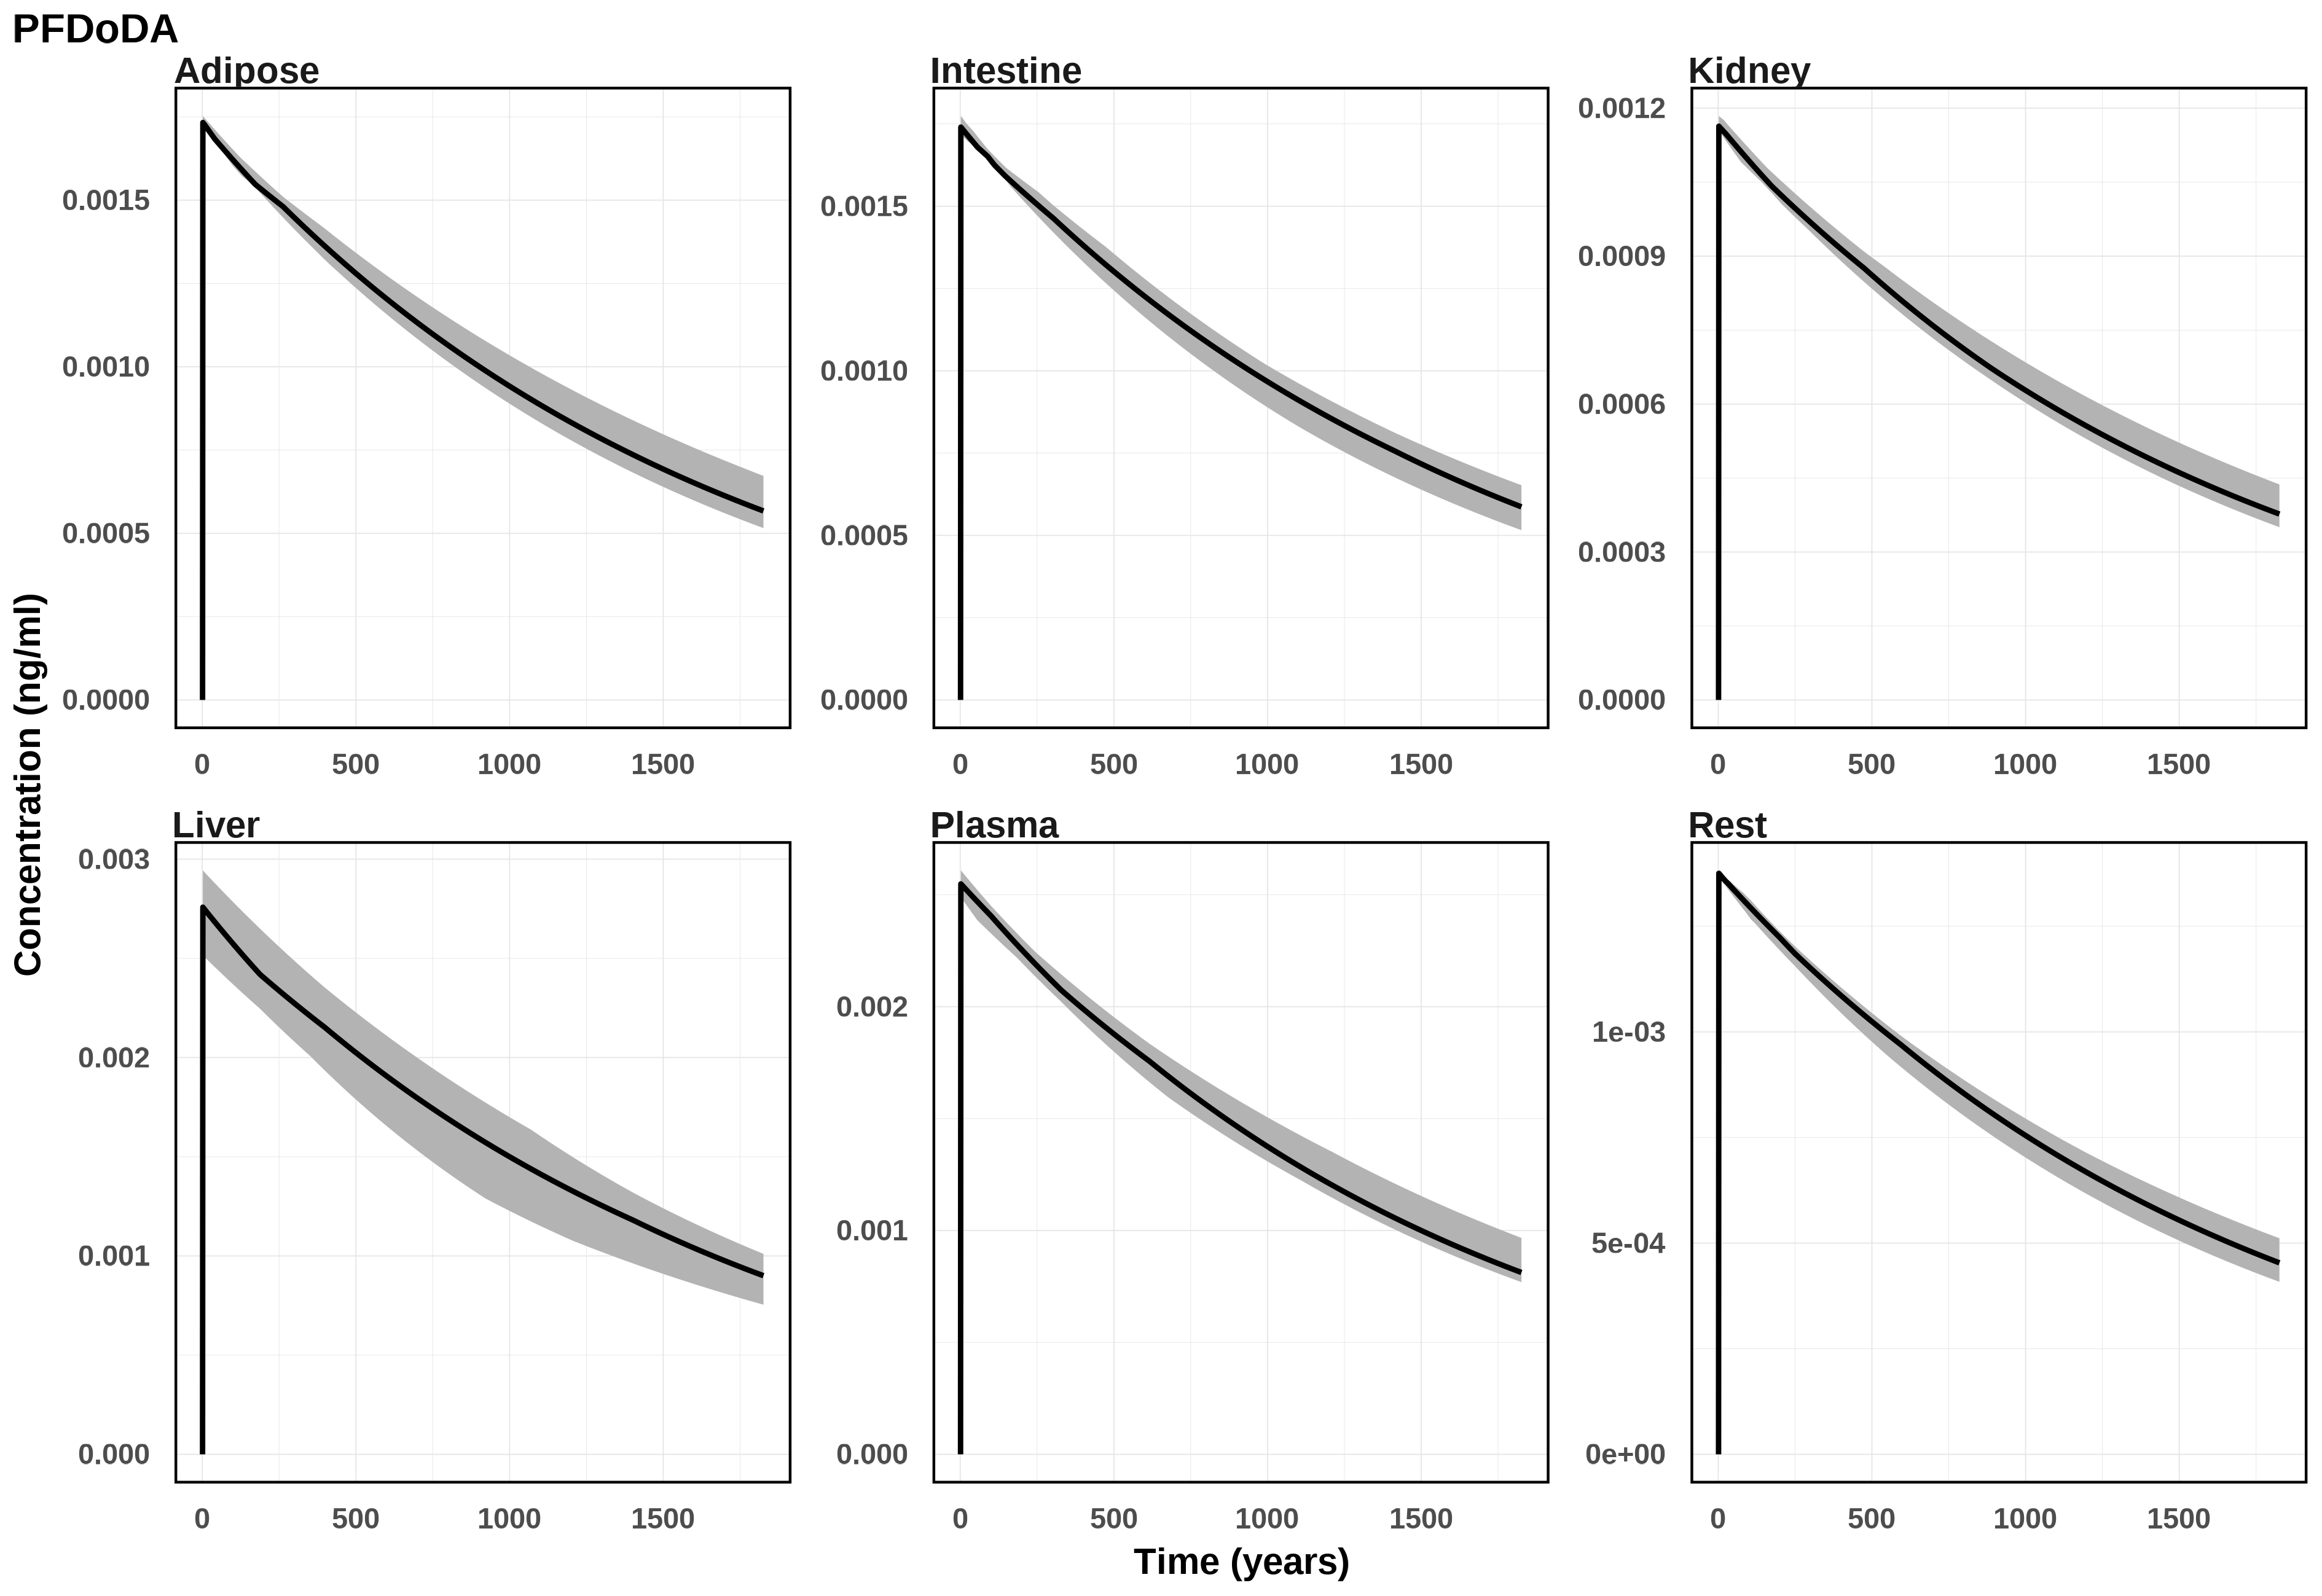 PFDoDA
Adipose
Intestine
Kidney
0.0015
0.0010
0.0005
0.0000
0.0015
0.0010
0.0005
0.0000
0.0012
0.0009
0.0006
0.0003
0.0000
0 500 1000 1500
0 500 1000 1500
0 500 1000 1500
Concentration (ng/ml)
Liver
Plasma
Rest
0.003
0.002
0.001
0.000
0.002
0.001
0.000
1e-03
5e-04
0e+00
0 500 1000 1500
0 500 1000 1500
0 500 1000 1500
Time (years)